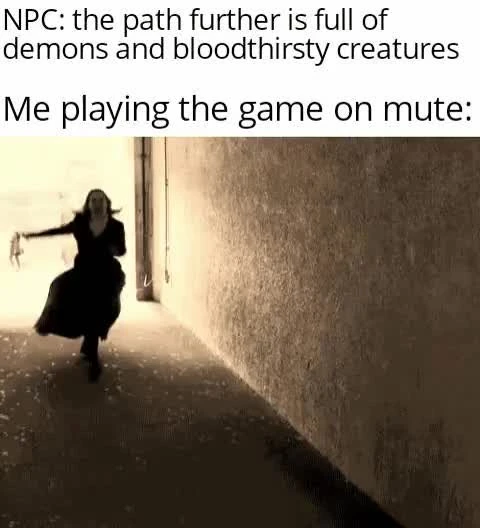 NPC: the path further is full of
demons and bloodthirsty creatures
Me playing the game on mute: